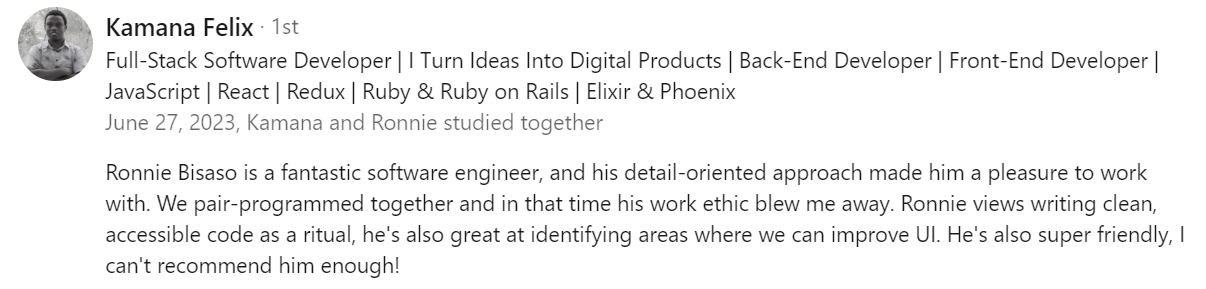 Kamana Felix · 1st
Full-Stack Software Developer | I Turn Ideas Into Digital Products | Back-End Developer | Front-End Developer |
JavaScript | React | Redux | Ruby & Ruby on Rails | Elixir & Phoenix
June 27, 2023, Kamana and Ronnie studied together
Ronnie Bisaso is a fantastic software engineer, and his detail-oriented approach made him a pleasure to work
with. We pair-programmed together and in that time his work ethic blew me away. Ronnie views writing clean,
accessible code as a ritual, he's also great at identifying areas where we can improve UI. He's also super friendly, I
can't recommend him enough!